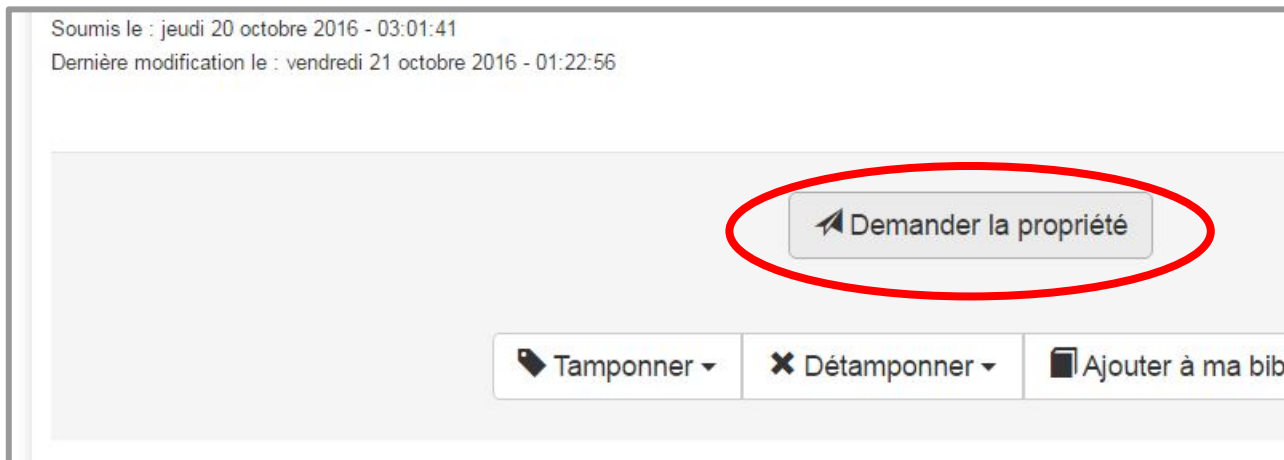 Soumis le : jeudi 20 octobre 2016 - 03:01:41
Dernière modification le : vendredi 21 octobre 2016 - 01:22:56
Demander la propriété
Tamponner Détamponner Ajouter à ma bib